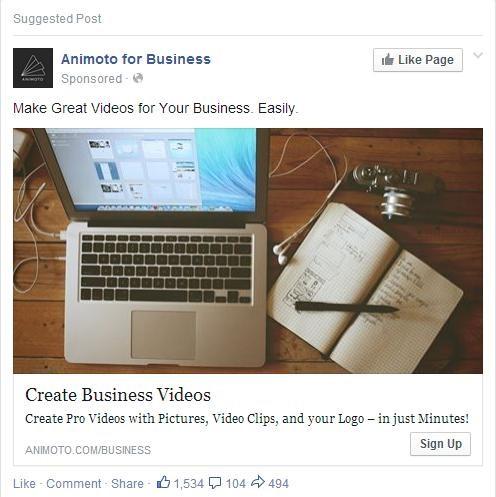 Suggested Post
Animoto for Business
Like Page
Sponsored ·
ANIMOTO
Make Great Videos for Your Business. Easily.
Create Business Videos
Create Pro Videos with Pictures, Video Clips, and your Logo – in just Minutes!
ANIMOTO.COM/BUSINESS
Sign Up
Like · Comment · Share · 1,534 104 494